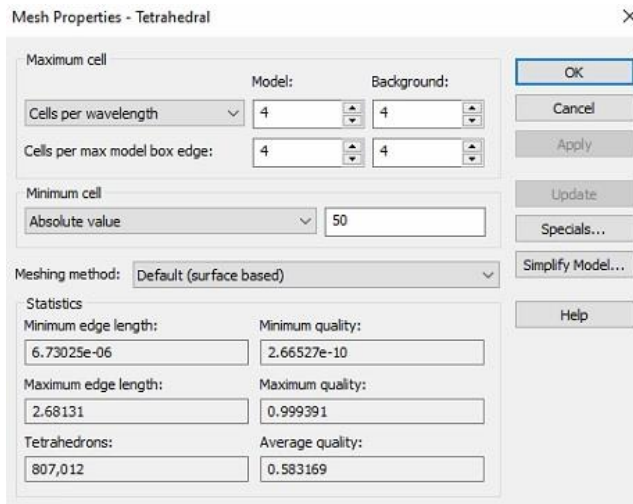 Mesh Properties - Tetrahedral
Maximum cell
Model: Background:
Cells per wavelength 4 4
Cells per max model box edge: 4 4
Minimum cell
Absolute value 50
Meshing method: Default (surface based)
Statistics
Minimum edge length: Minimum quality:
6.73025e-06 2.66527e-10
Maximum edge length: Maximum quality:
2.68131 0.999391
Tetrahedrons: Average quality:
807,012 0.583169
OK
Cancel
Apply
Update
Specials...
Simplify Model...
Help